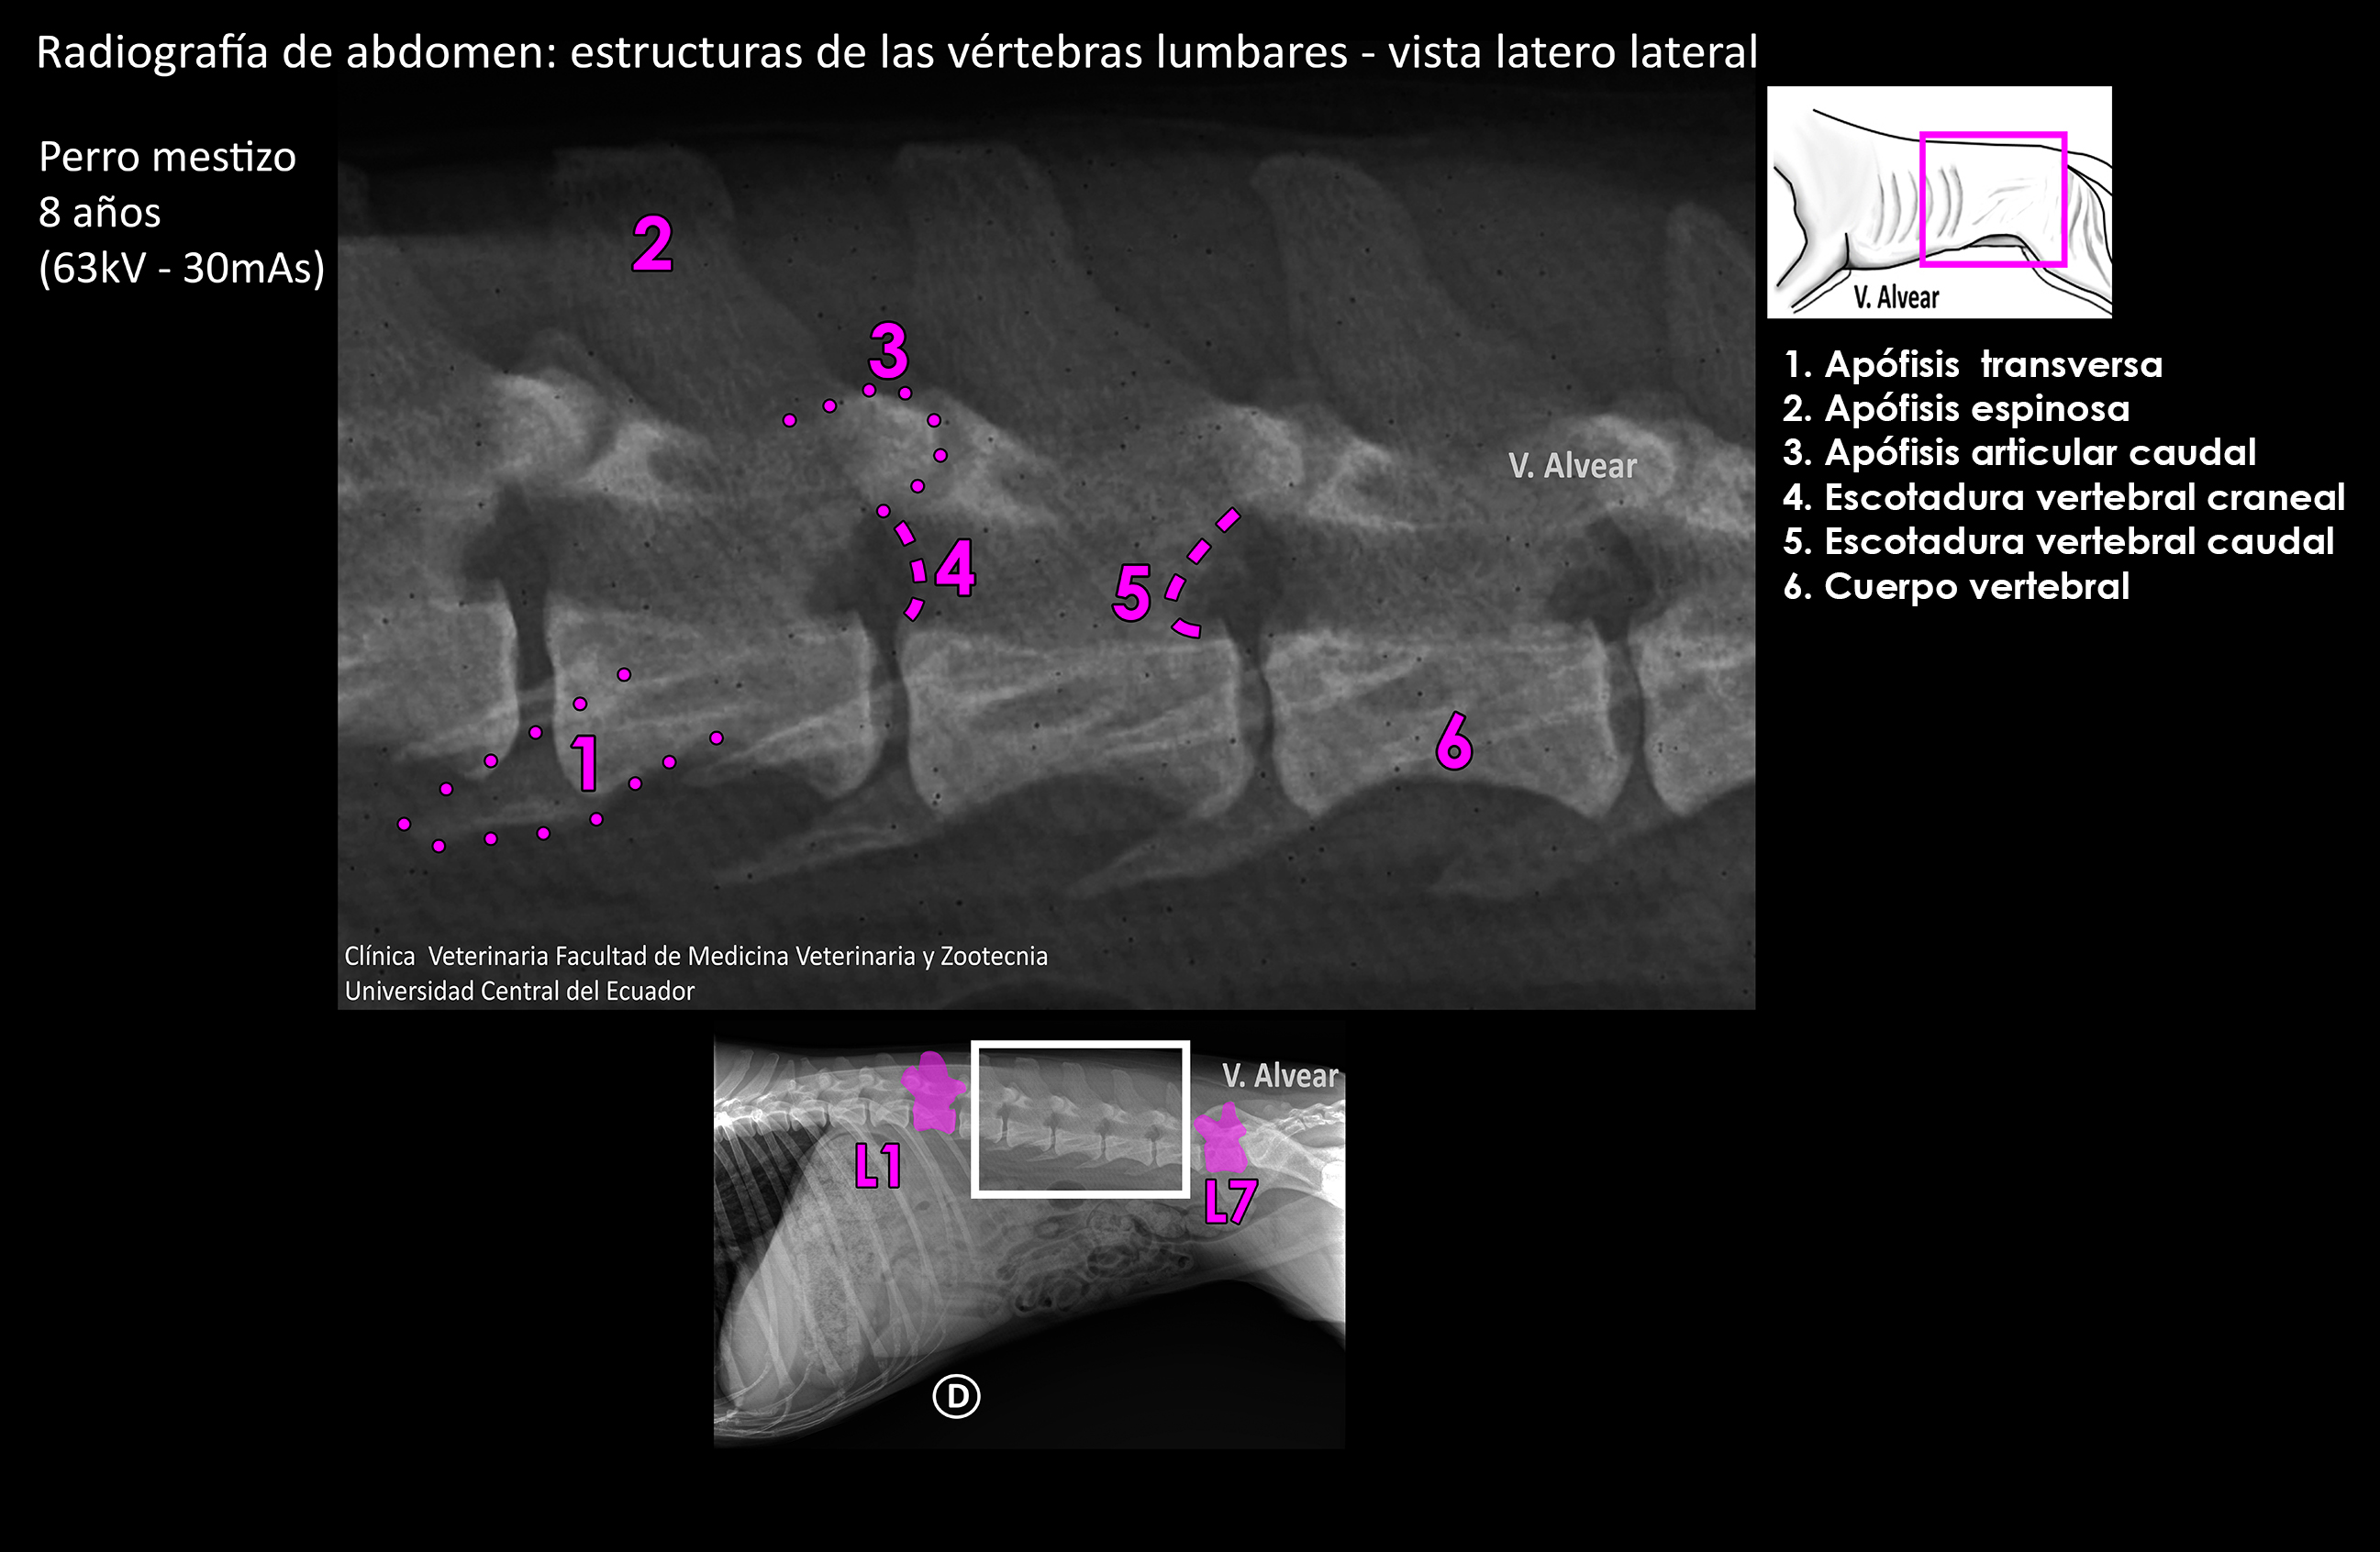 Radiografía de abdomen: estructuras de las vértebras lumbares - vista latero lateral
Perro mestizo
8 años
(63kV - 30mAs)
2
3
4
5
1
6
V. Alvear
Clínica Veterinaria Facultad de Medicina Veterinaria y Zootecnia
Universidad Central del Ecuador
V. Alvear
1. Apófisis transversa
2. Apófisis espinosa
3. Apófisis articular caudal
4. Escotadura vertebral craneal
5. Escotadura vertebral caudal
6. Cuerpo vertebral
V. Alvear
L1
L7
D